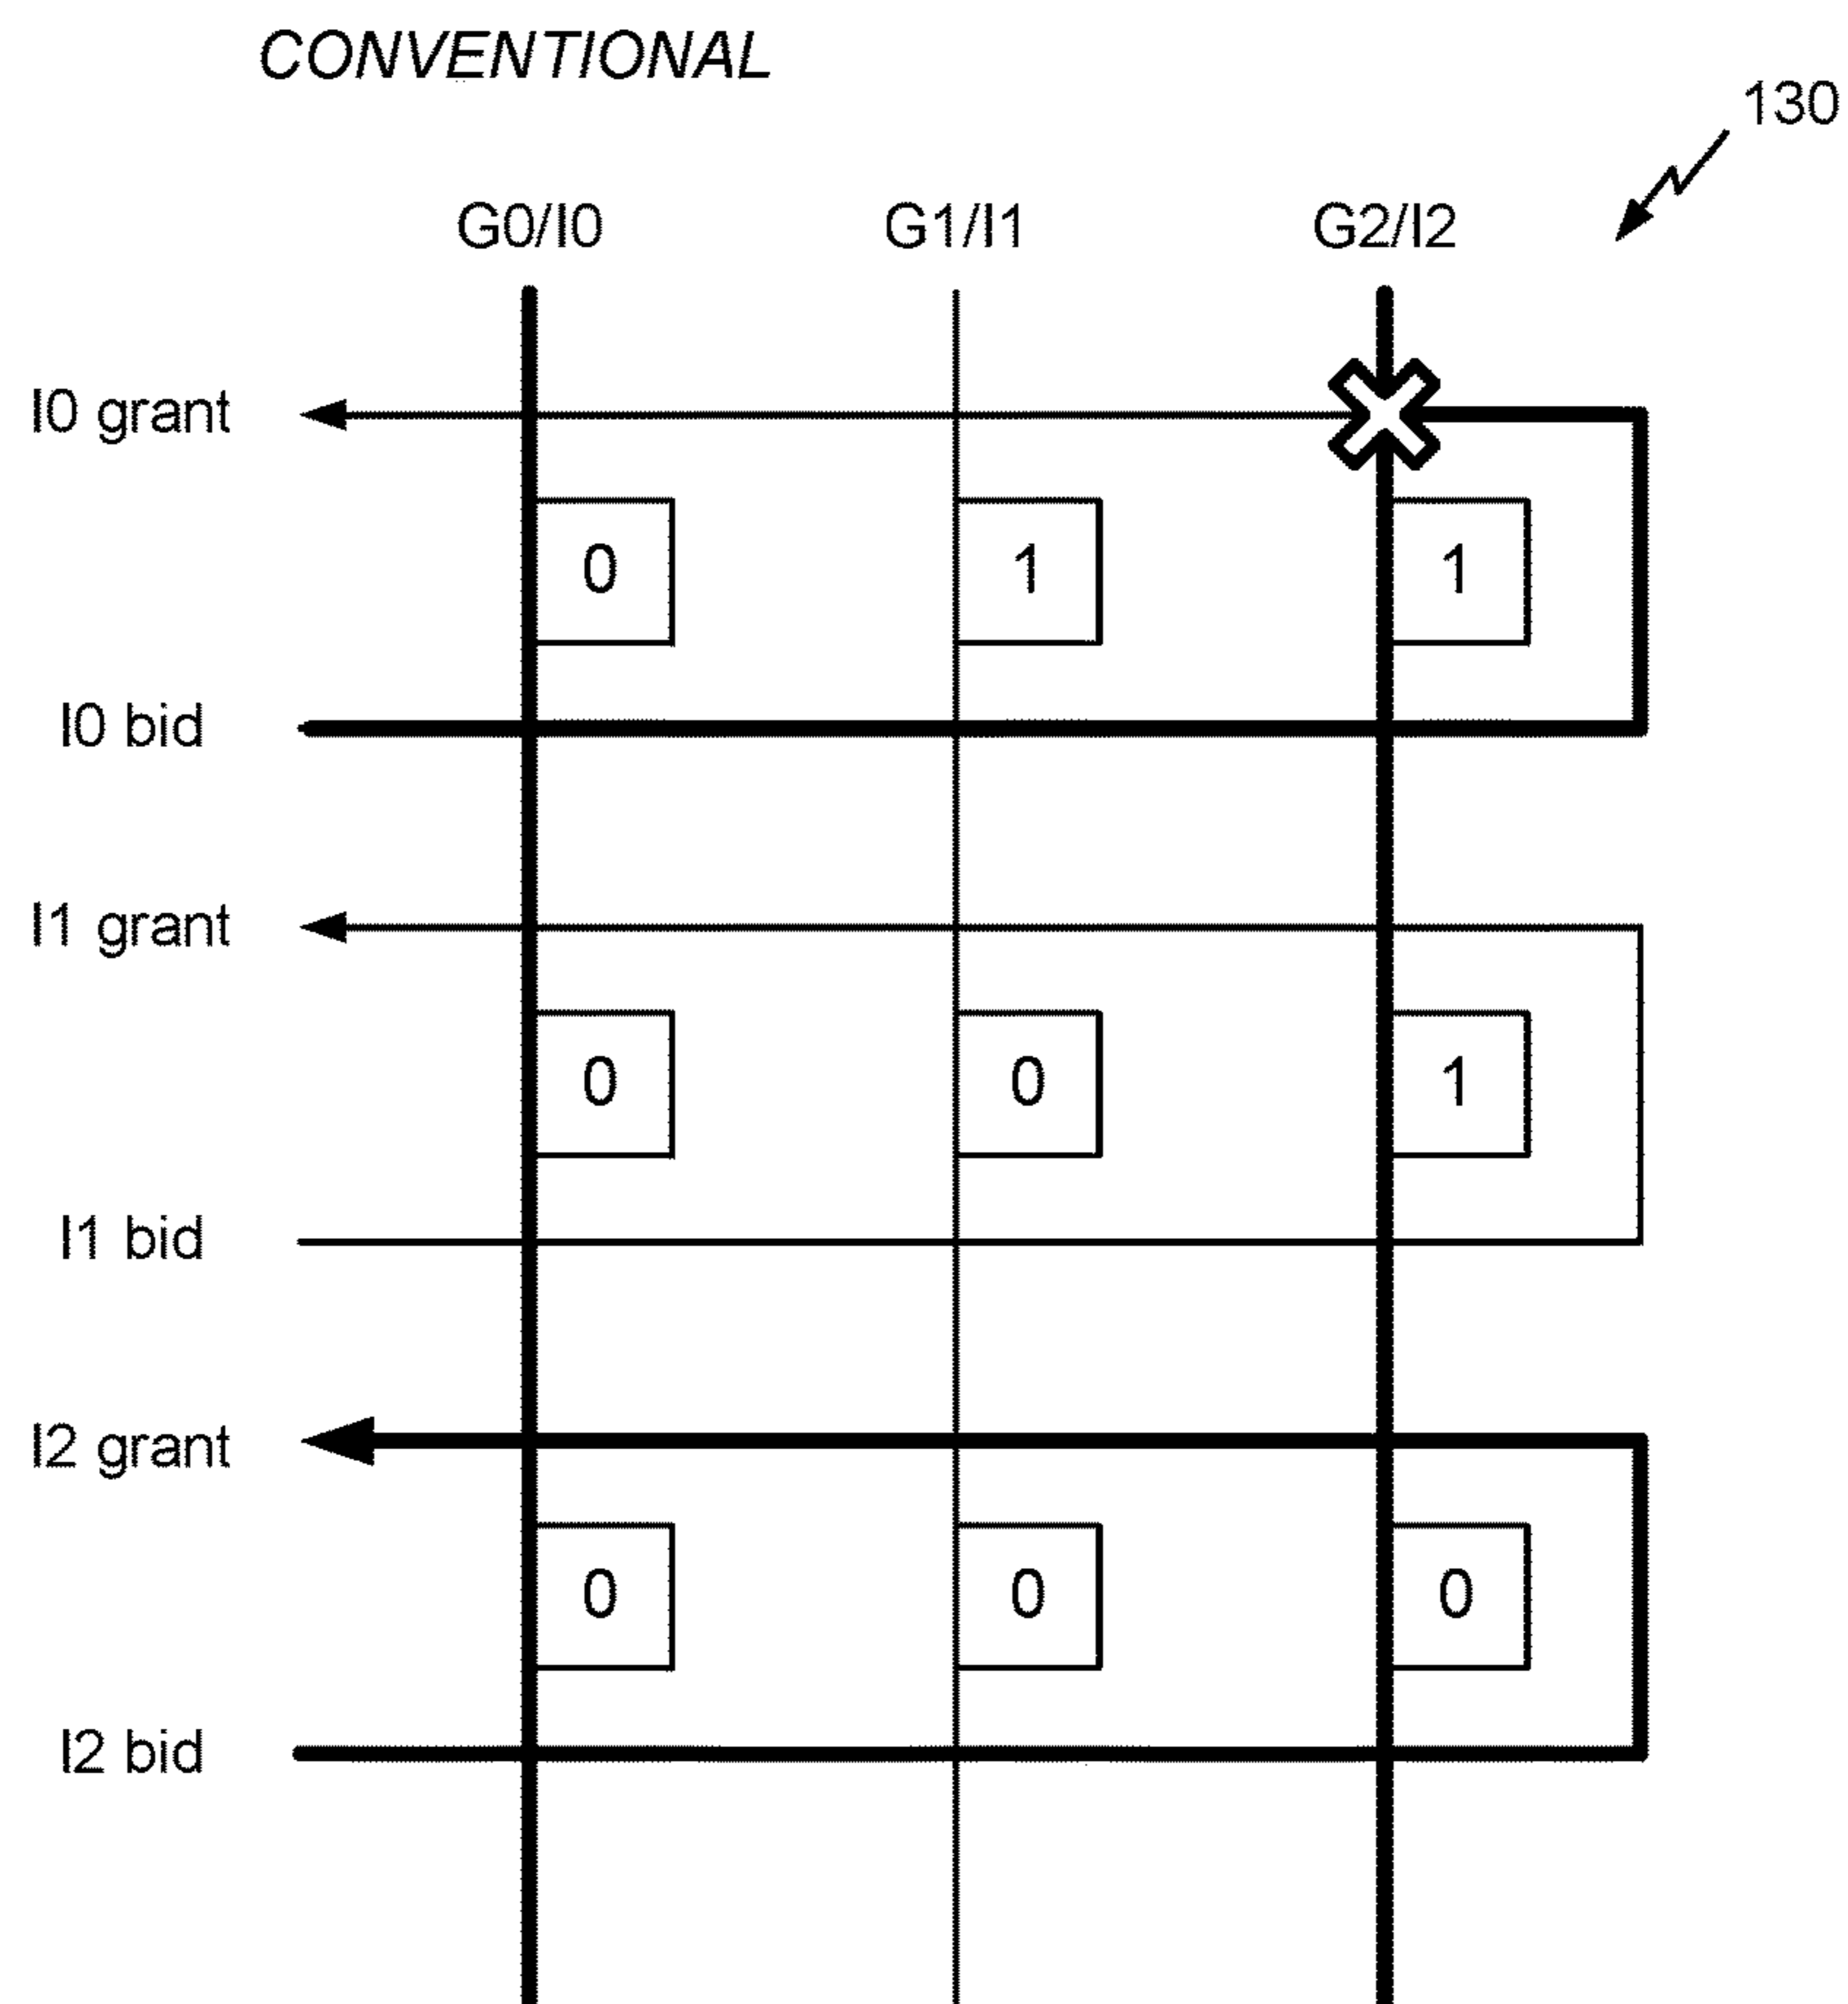 CONVENTIONAL
130
G0/I0 G1/I1 G2/I2
I0 grant
0 1 1
I0 bid
I1 grant
0 0 1
I1 bid
I2 grant
0 0 0
I2 bid